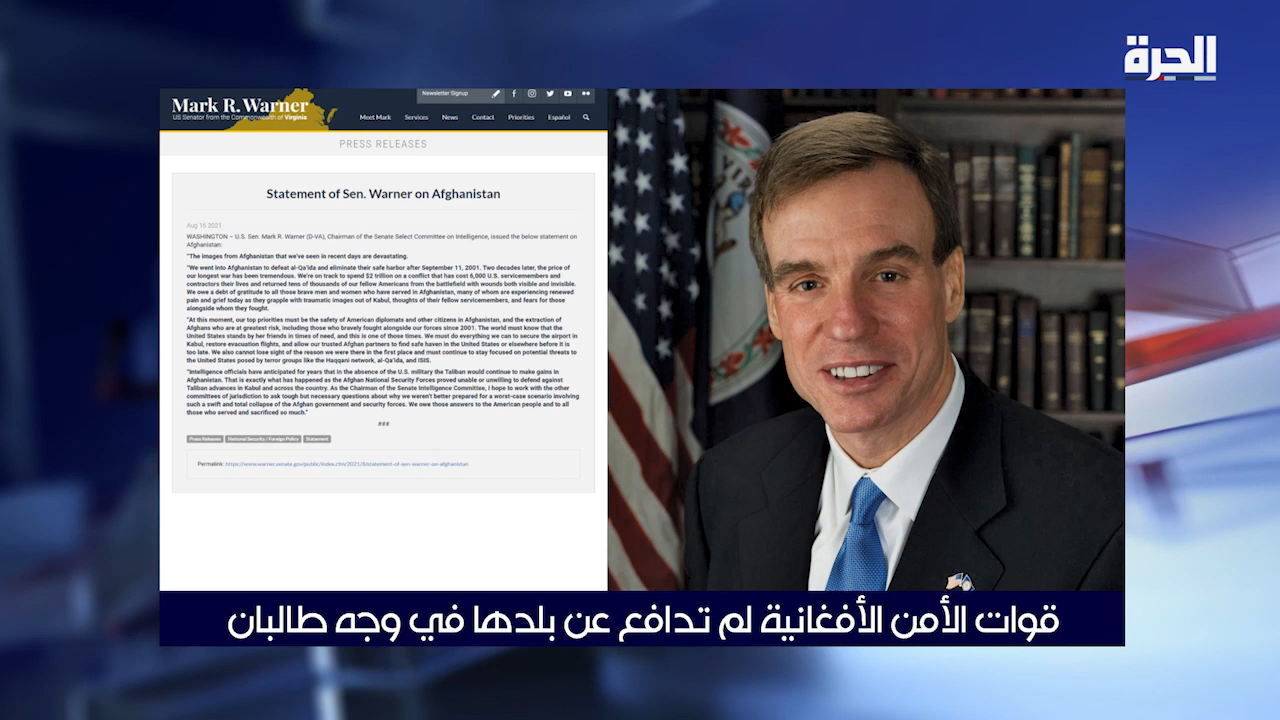 الحرة
Mark R. Warner
US Senator from the Commonwealth of Virginia
Newsletter Signup
Meet Mark Services News Contact Priorities Español
PRESS RELEASES
Statement of Sen. Warner on Afghanistan
Aug 16 2021
WASHINGTON – U.S. Sen. Mark R. Warner (D-VA), Chairman of the Senate Select Committee on Intelligence, issued the below statement on
Afghanistan:
"The images from Afghanistan that we've seen in recent days are devastating.
"We went into Afghanistan to defeat al-Qa'ida and eliminate their safe harbor after September 11, 2001. Two decades later, the price of
our longest war has been tremendous. We're on track to spend $2 trillion on a conflict that has cost 6,000 U.S. servicemembers and
contractors their lives and returned tens of thousands of our fellow Americans from the battlefield with wounds both visible and invisible.
We owe a debt of gratitude to all those brave men and women who have served in Afghanistan, many of whom are experiencing renewed
pain and grief today as they grapple with traumatic images out of Kabul, thoughts of their fellow servicemembers, and fears for those
alongside whom they fought.
"At this moment, our top priorities must be the safety of American diplomats and other citizens in Afghanistan, and the extraction of
Afghans who are at greatest risk, including those who bravely fought alongside our forces since 2001. The world must know that the
United States stands by her friends in times of need, and this is one of those times. We must do everything we can to secure the airport in
Kabul, restore evacuation flights, and allow our trusted Afghan partners to find safe haven in the United States or elsewhere before it is
too late. We also cannot lose sight of the reason we were there in the first place and must continue to stay focused on potential threats to
the United States posed by terror groups like the Haqqani network, al-Qa'ida, and ISIS.
"Intelligence officials have anticipated for years that in the absence of the U.S. military the Taliban would continue to make gains in
Afghanistan. That is exactly what has happened as the Afghan National Security Forces proved unable or unwilling to defend against
Taliban advances in Kabul and across the country. As the Chairman of the Senate Intelligence Committee, I hope to work with the other
committees of jurisdiction to ask tough but necessary questions about why we weren't better prepared for a worst-case scenario involving
such a swift and total collapse of the Afghan government and security forces. We owe those answers to the American people and to all
those who served and sacrificed so much."
###
Press Releases National Security / Foreign Policy Statement
Permalink: https://www.warner.senate.gov/public/index.cfm/2021/8/statement-of-sen-warner-on-afghanistan
قوات الأمن الأفغانية لم تدافع عن بلدها في وجه طالبان